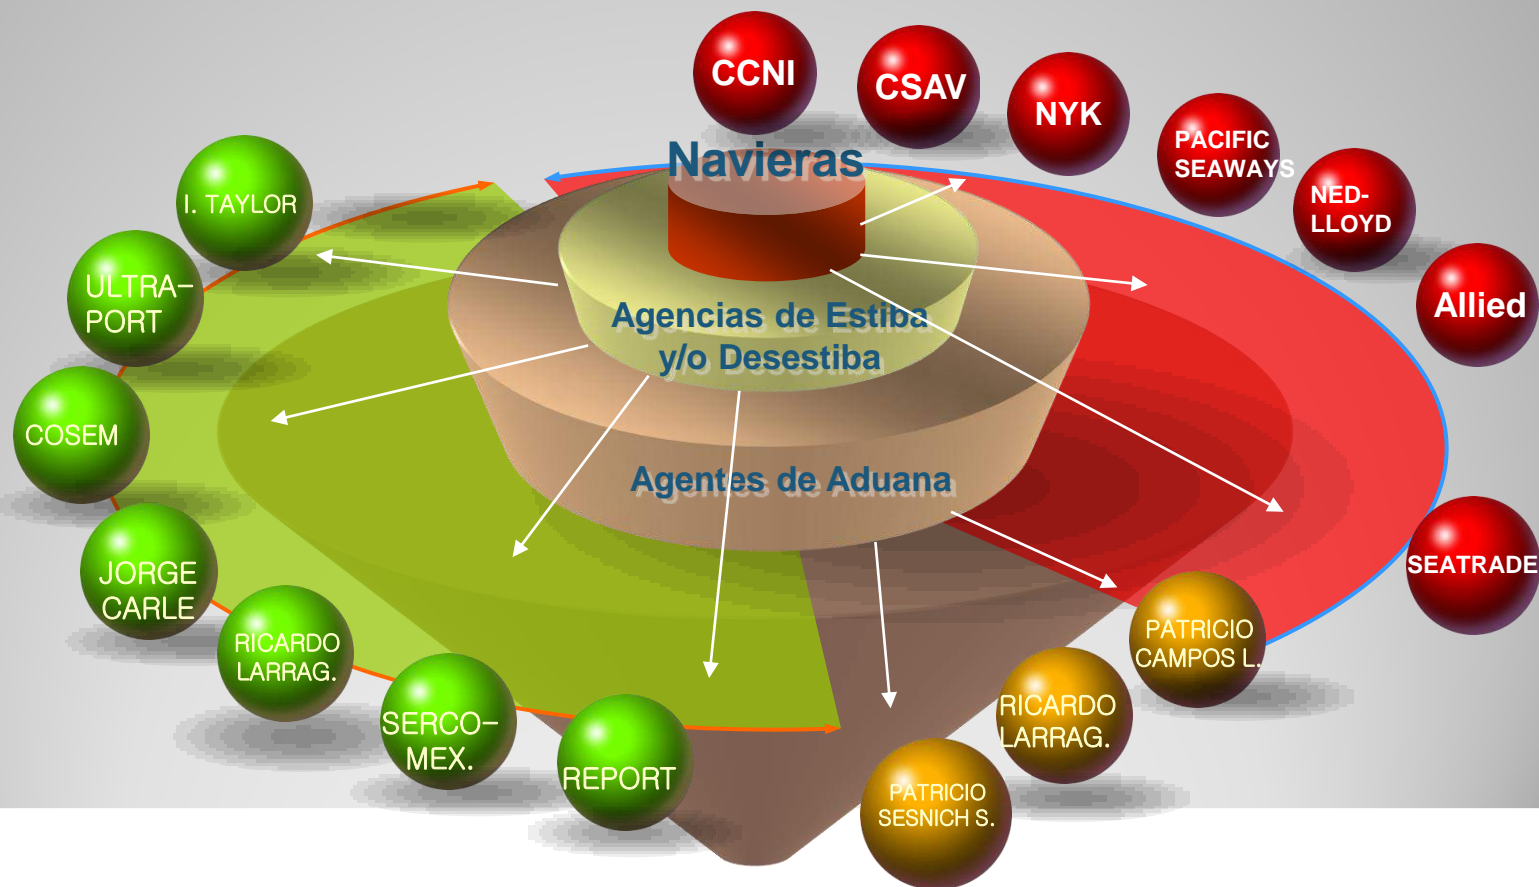 CCNI
CSAV
NYK
PACIFIC
SEAWAYS
NED-
LLOYD
Allied
SEATRADE
Navieras
Agencias de Estiba
y/o Desestiba
Agentes de Aduana
I. TAYLOR
ULTRA-
PORT
COSEM
JORGE
CARLE
RICARDO
LARRAG.
SERCO-
MEX.
REPORT
PATRICIO
SESNICH S.
RICARDO
LARRAG.
PATRICIO
CAMPOS L.